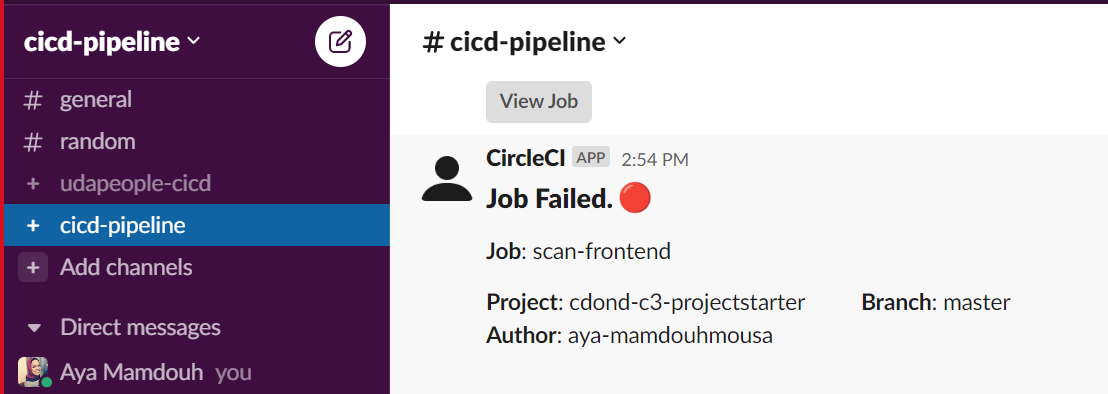 cicd-pipeline
# general
# random
+ udapeople-cicd
+ cicd-pipeline
+ Add channels
Direct messages
Aya Mamdouh you
# cicd-pipeline
View Job
CircleCI APP 2:54 PM
Job Failed. 🔴
Job: scan-frontend
Project: cdond-c3-projectstarter Branch: master
Author: aya-mamdouhmousa